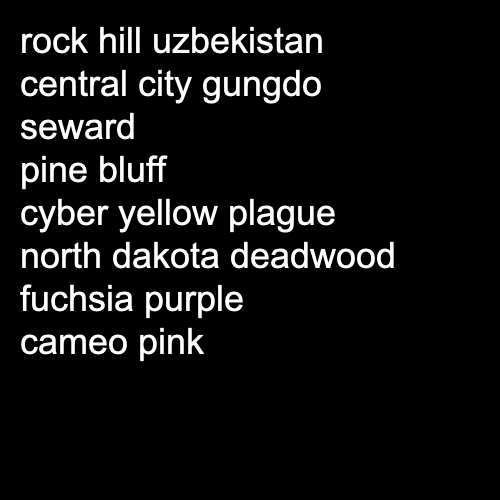 rock hill uzbekistan
central city gungdo
seward
pine bluff
cyber yellow plague
north dakota deadwood
fuchsia purple
cameo pink